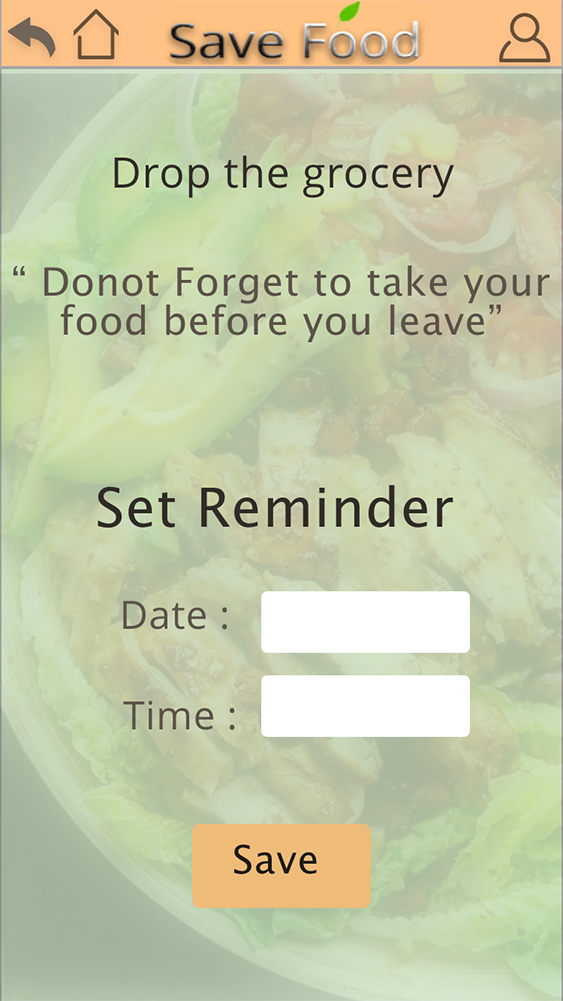 Save Food
Drop the grocery
“ Donot Forget to take your
food before you leave”
Set Reminder
Date :
Time :
Save